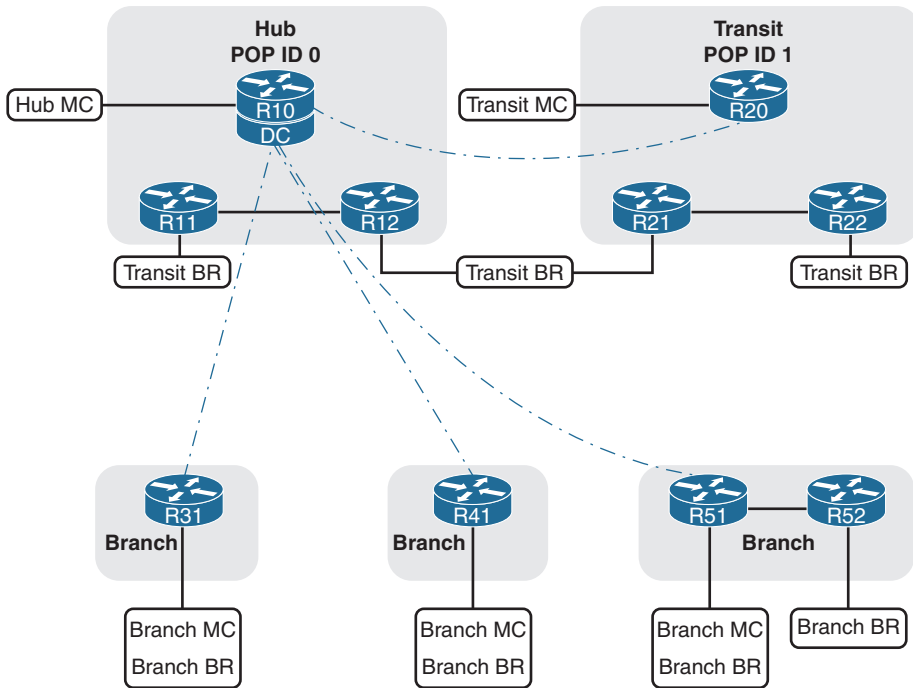 Hub
POP ID 0
Transit
POP ID 1
Hub MC
R10
DC
Transit MC
R20
R11
R12
R21
R22
Transit BR
Transit BR
Transit BR
R31
Branch
R41
Branch
R51
R52
Branch
Branch MC
Branch BR
Branch MC
Branch BR
Branch MC
Branch BR
Branch BR